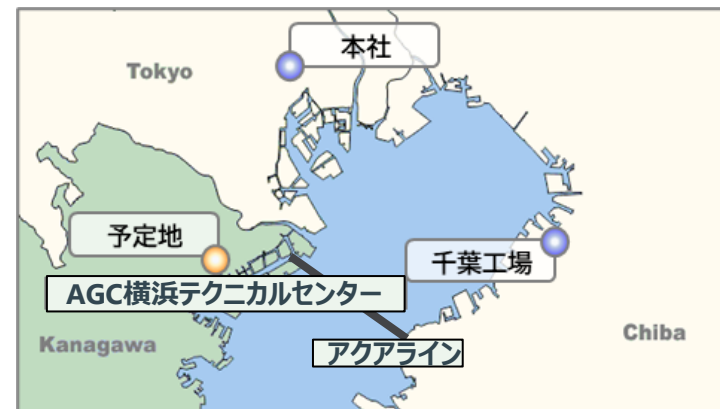 本社
Tokyo
予定地
千葉工場
AGC横浜テクニカルセンター
Kanagawa
アクアライン
Chiba